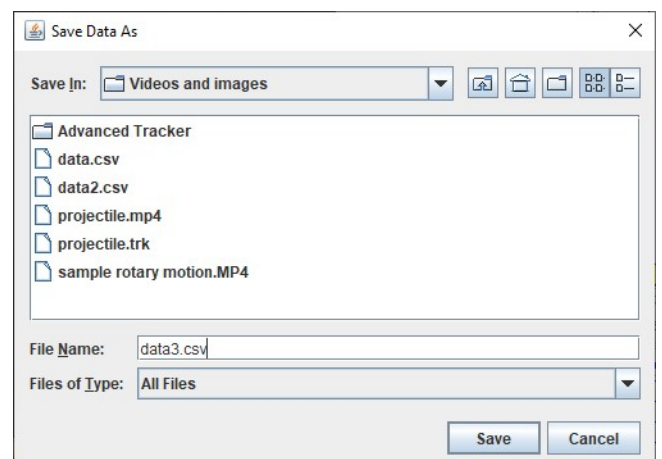 Save Data As
Save In: Videos and images
Advanced Tracker
data.csv
data2.csv
projectile.mp4
projectile.trk
sample rotary motion.MP4
File Name: data3.csv
Files of Type: All Files
Save Cancel